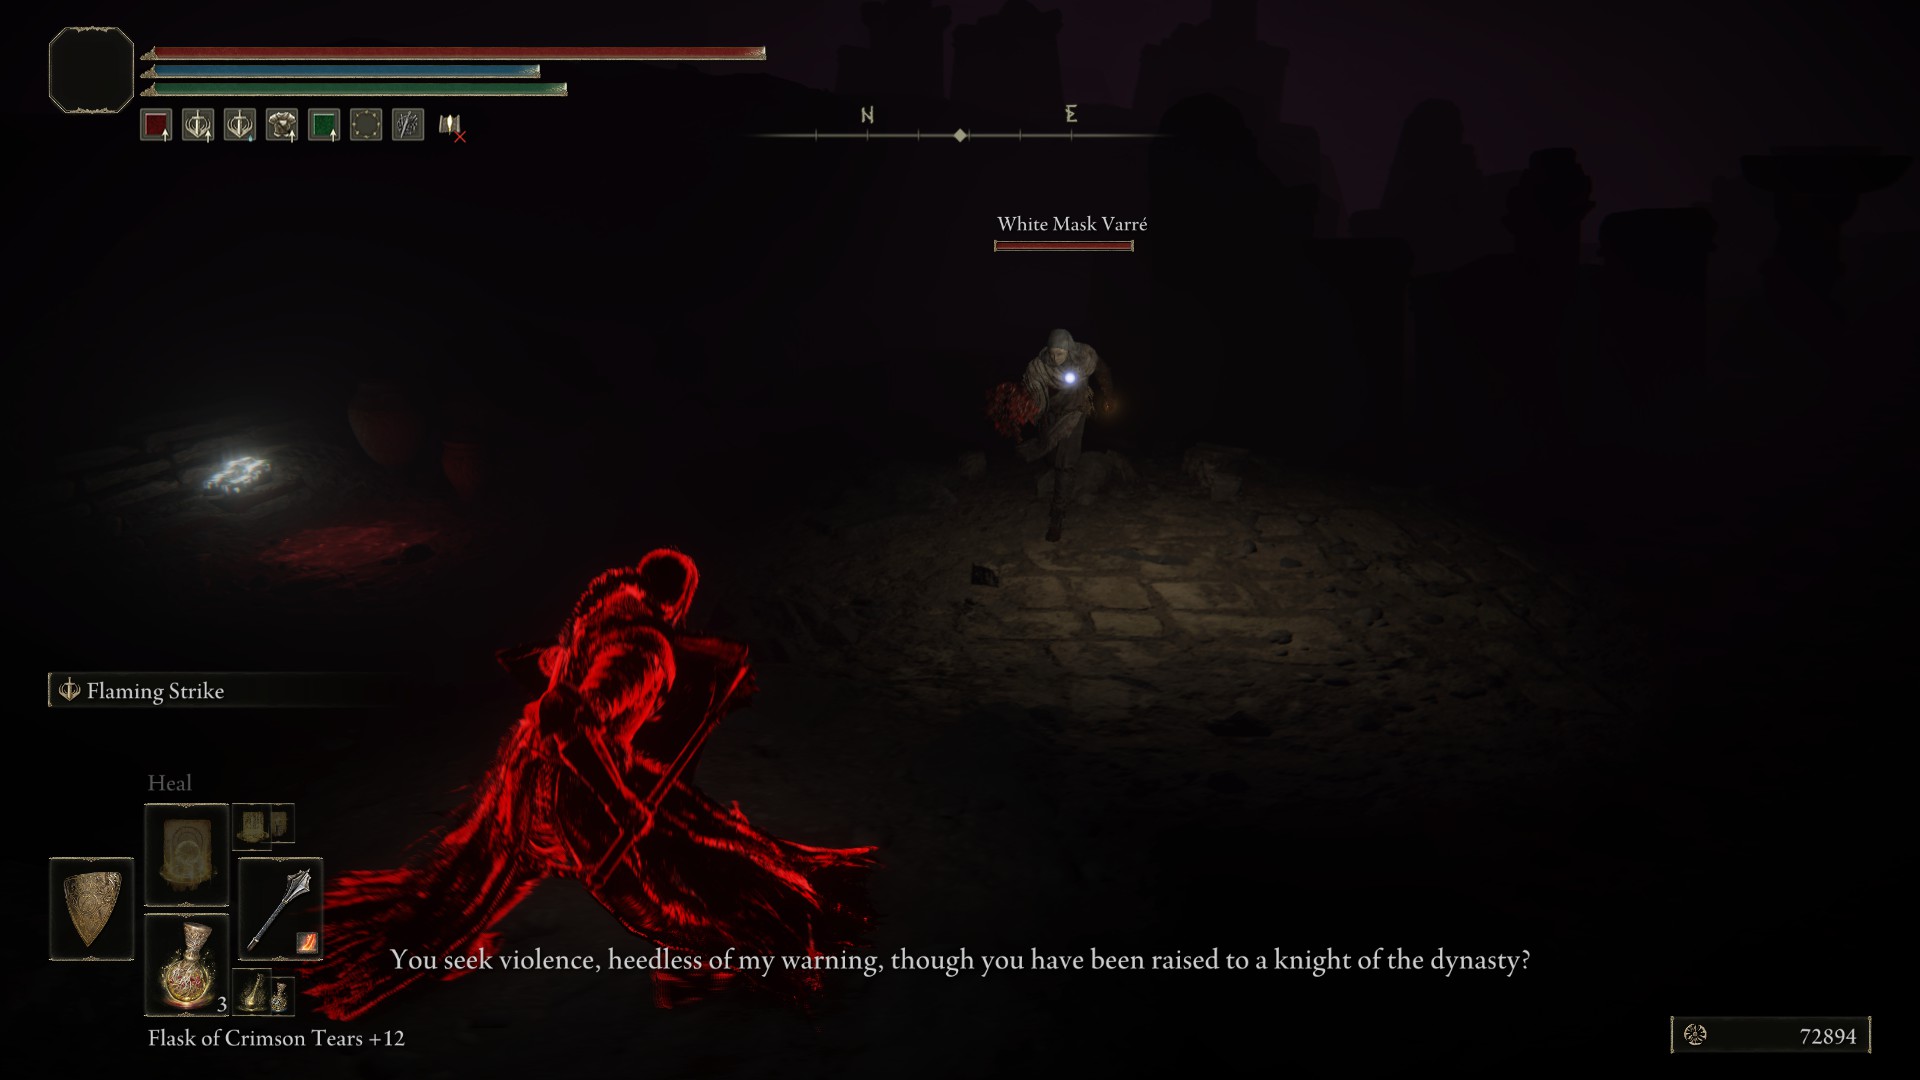 N
E
White Mask Varré
Flaming Strike
Heal
3
You seek violence, heedless of my warning, though you have been raised to a knight of the dynasty?
Flask of Crimson Tears +12
72894